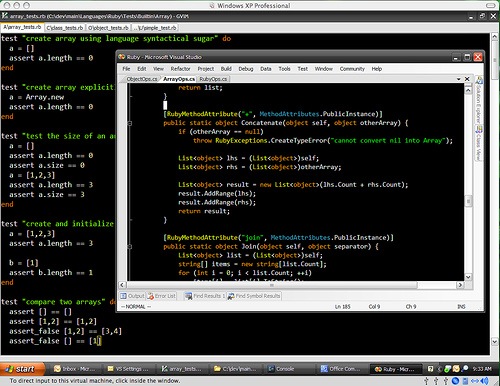 Windows XP Professional
array_tests.rb (C:\dev\main\Languages\Ruby\Tests\Builtin\Array) - GVIM
A\array_tests.rb C\class_tests.rb O\object_tests.rb ..\simple_test.rb
test "create array using language syntactical sugar" do
a = []
assert a.length == 0
end
test "create array explicit
a = Array.new
assert a.length == 0
end
test "test the size of an a
a = []
assert a.length == 0
assert a.size == 0
a = [1,2,3]
assert a.length == 3
assert a.size == 3
end
test "create and initialize
a = [1,2,3]
assert a.length == 3
b = [1]
assert b.length == 1
end
test "compare two arrays" do
assert [] == []
assert [1,2] == [1,2]
assert_false [1,2] == [3,4]
assert_false [] == [1]
Ruby - Microsoft Visual Studio
File Edit View Refactor Project Build Debug Data Tools Test Window Community Help
ObjectOps.cs ArrayOps.cs RubyOps.cs
return list;
}
[RubyMethodAttribute("+", MethodAttributes.PublicInstance)]
public static object Concatenate(object self, object otherArray) {
if (otherArray == null)
throw RubyExceptions.CreateTypeError("cannot convert nil into Array");
List<object> lhs = (List<object>)self;
List<object> rhs = (List<object>)otherArray;
List<object> result = new List<object>(lhs.Count + rhs.Count);
result.AddRange(lhs);
result.AddRange(rhs);
return result;
}
[RubyMethodAttribute("join", MethodAttributes.PublicInstance)]
public static object Join(object self, object separator) {
List<object> list = (List<object>)self;
string[] items = new string[list.Count];
for (int i = 0; i < list.Count; ++i)
Solution Explorer
Class View
Output Error List Find Results 1 Find Symbol Results
--NORMAL-- Ln 185 Col 9 Ch 9 INS
start Inbox - Micro... VS Settings array_tests.r... C:\dev\main\... Console Office Com... Ruby - Micro... 9:33 AM
To direct input to this virtual machine, click inside the window.